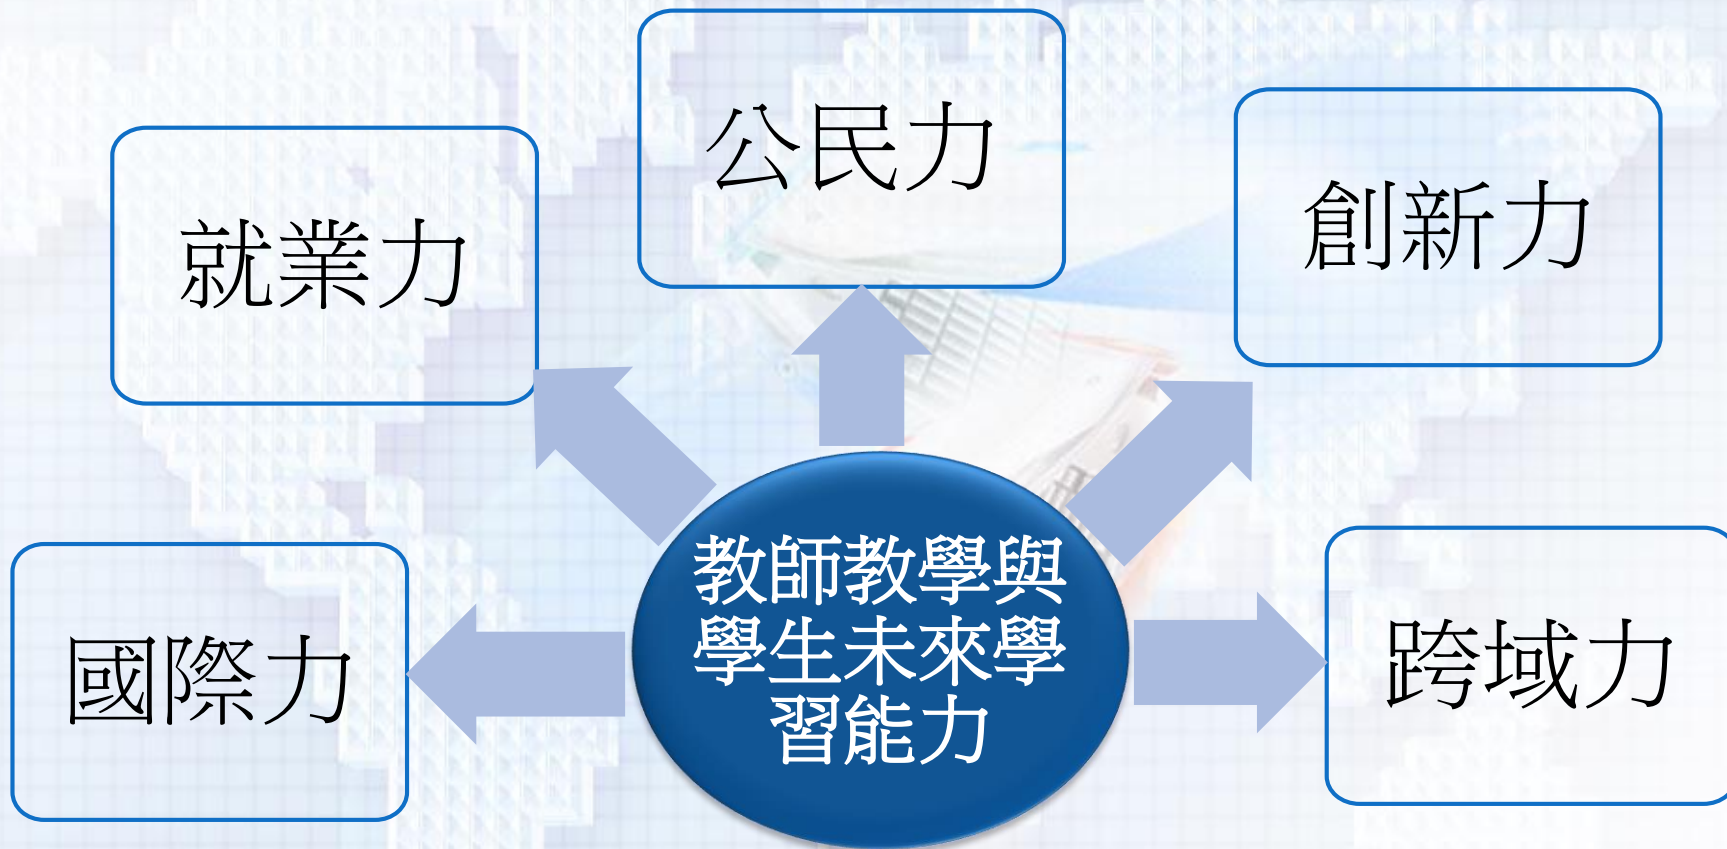 公民力
創新力
就業力
教師教學與
學生未來學
習能力
國際力
跨域力